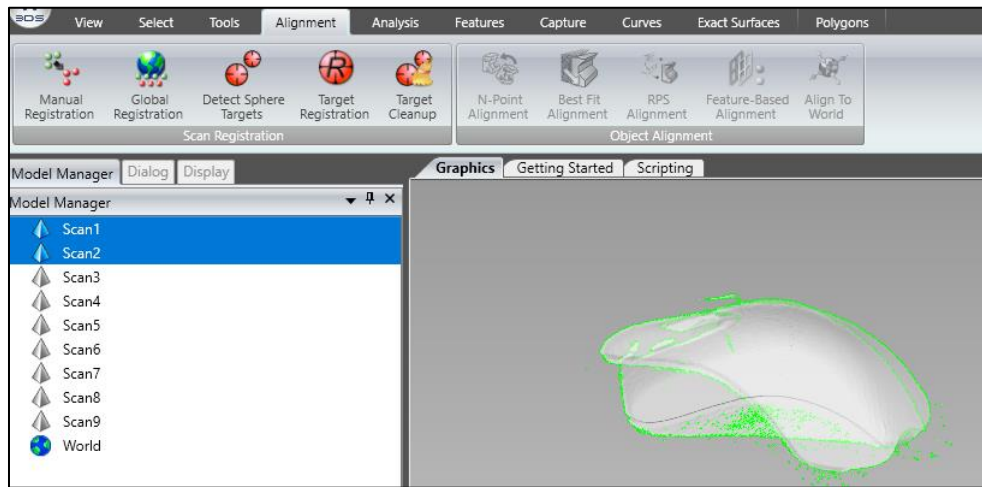 View Select Tools Alignment Analysis Features Capture Curves Exact Surfaces Polygons
Manual Registration
Global Registration
Detect Sphere Targets
Target Registration
Target Cleanup
N-Point Alignment
Best Fit Alignment
RPS Alignment
Feature-Based Alignment
Align To World
Scan Registration
Object Alignment
Model Manager Dialog Display
Graphics Getting Started Scripting
Model Manager
Scan1
Scan2
Scan3
Scan4
Scan5
Scan6
Scan7
Scan8
Scan9
World